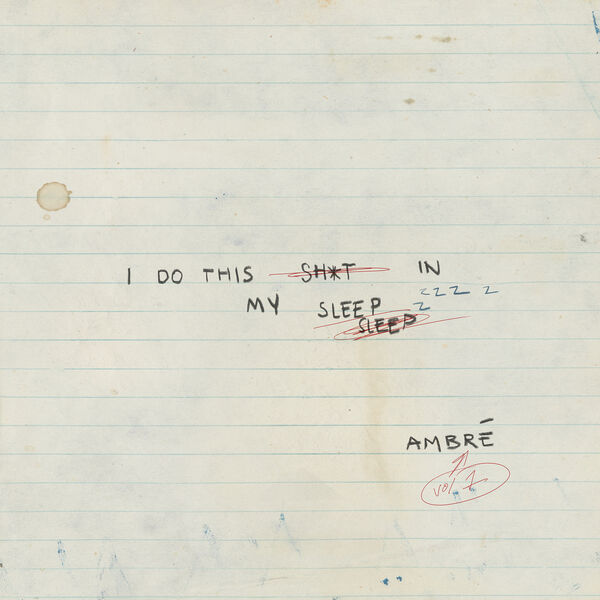 I DO THIS SH*T IN
MY SLEEP zzz z
z
SLEEP
AMBRÉ
vol 1